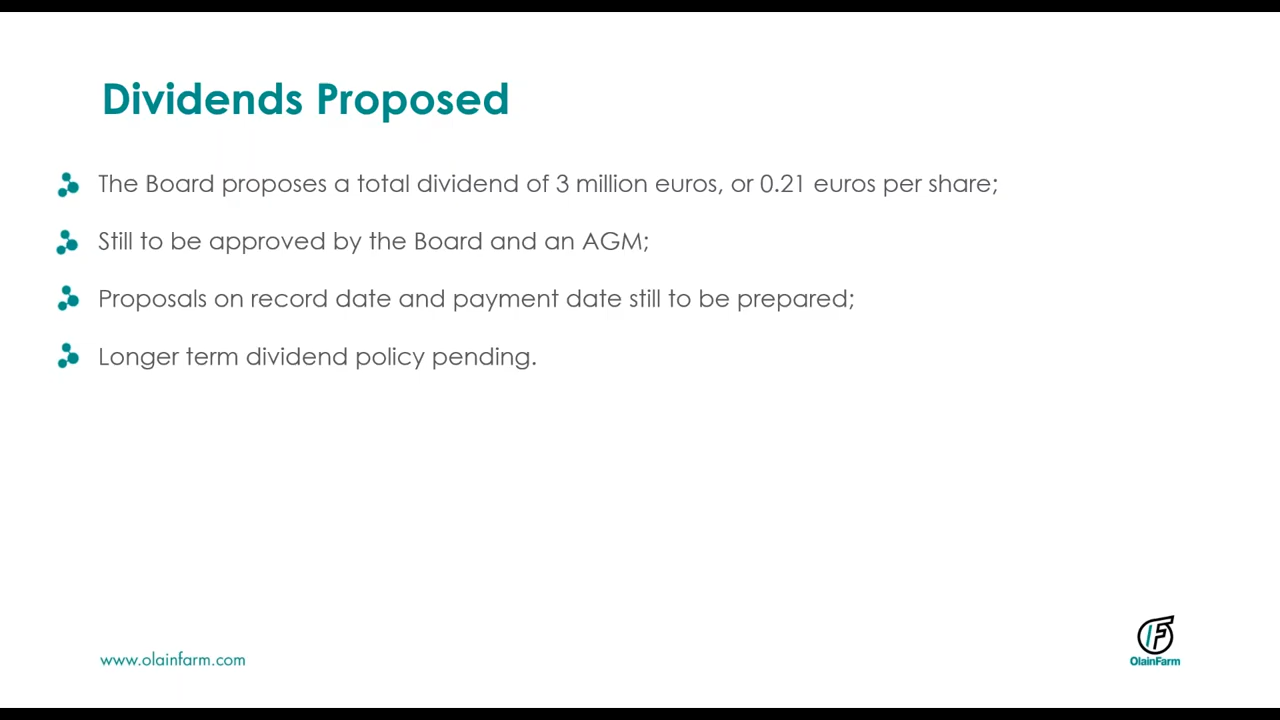 Dividends Proposed
The Board proposes a total dividend of 3 million euros, or 0.21 euros per share;
Still to be approved by the Board and an AGM;
Proposals on record date and payment date still to be prepared;
Longer term dividend policy pending.
www.olainfarm.com
OlainFarm